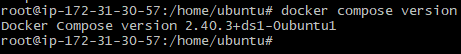 root@ip-172-31-30-57:/home/ubuntu# docker compose version
Docker Compose version 2.40.3+ds1-0ubuntu1
root@ip-172-31-30-57:/home/ubuntu#